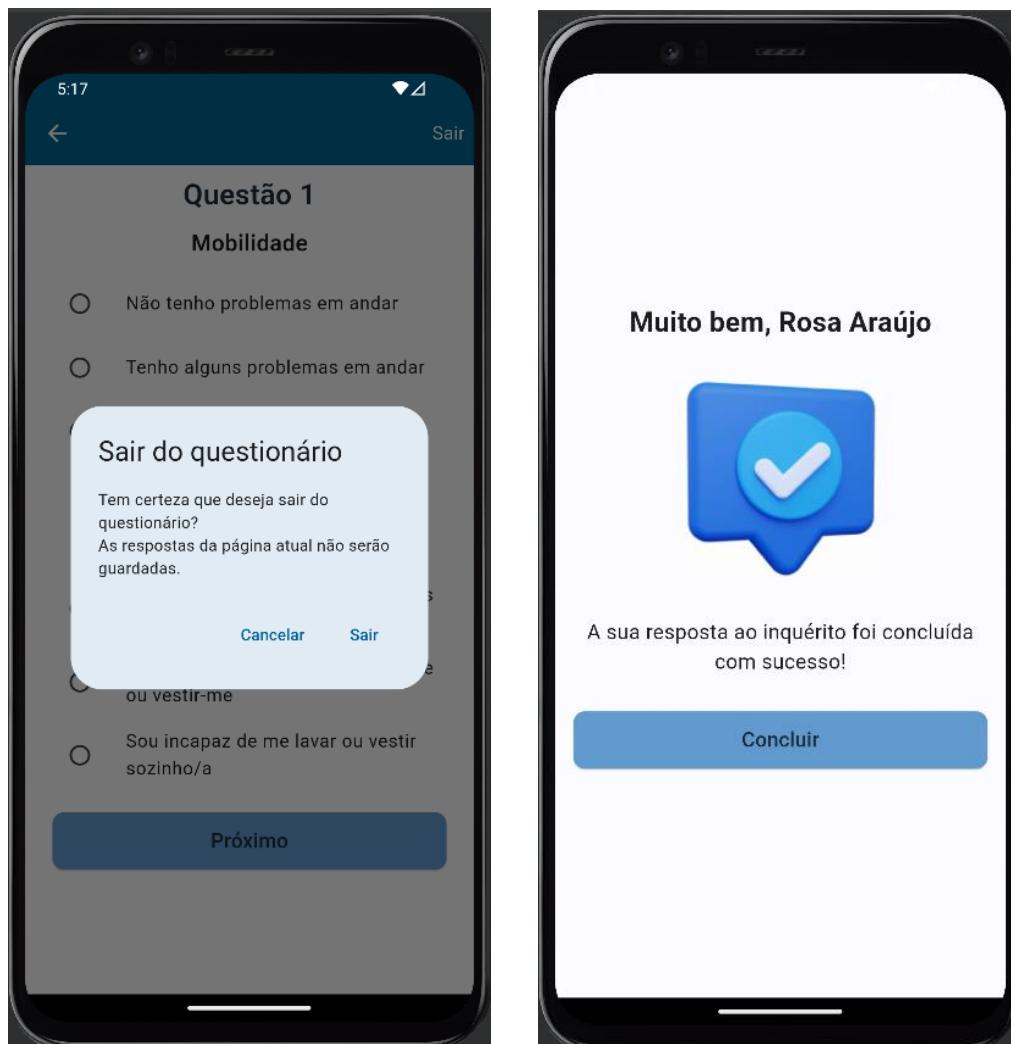 5:17
Sair
Questão 1
Mobilidade
Não tenho problemas em andar
Tenho alguns problemas em andar
Sair do questionário
Tem certeza que deseja sair do
questionário?
As respostas da página atual não serão
guardadas.
Cancelar Sair
ou vestir-me
Sou incapaz de me lavar ou vestir
sozinho/a
Próximo
Muito bem, Rosa Araújo
A sua resposta ao inquérito foi concluída
com sucesso!
Concluir